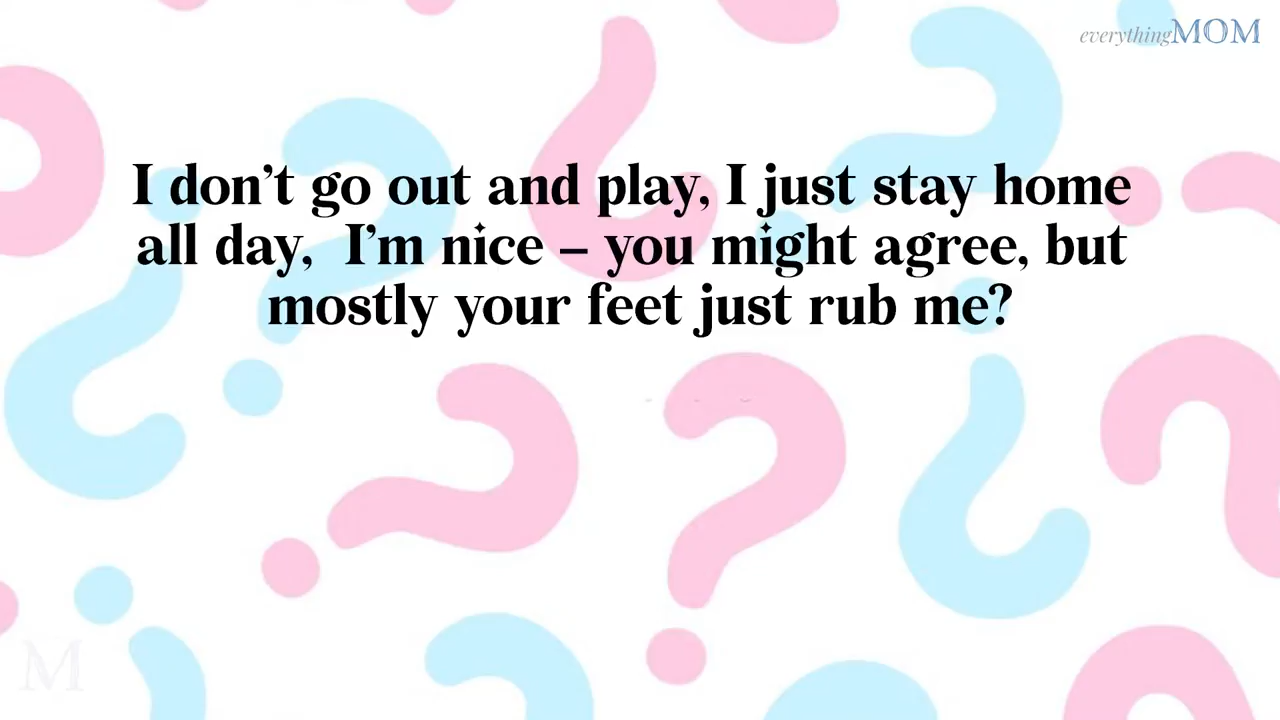 everythingMOM
I don't go out and play, I just stay home
all day, I'm nice – you might agree, but
mostly your feet just rub me?
M